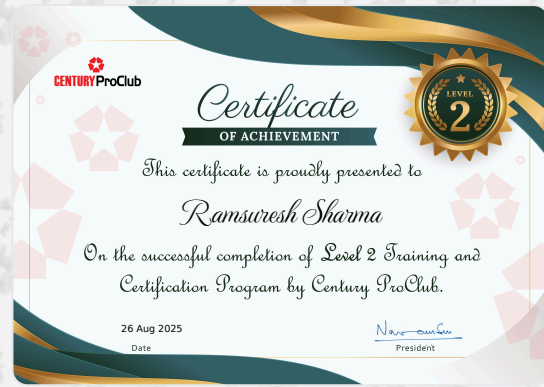 CENTURY ProClub
Certificate
OF ACHIEVEMENT
LEVEL
2
This certificate is proudly presented to
Ramsuresh Sharma
On the successful completion of Level 2 Training and
Certification Program by Century ProClub.
26 Aug 2025
Date
President